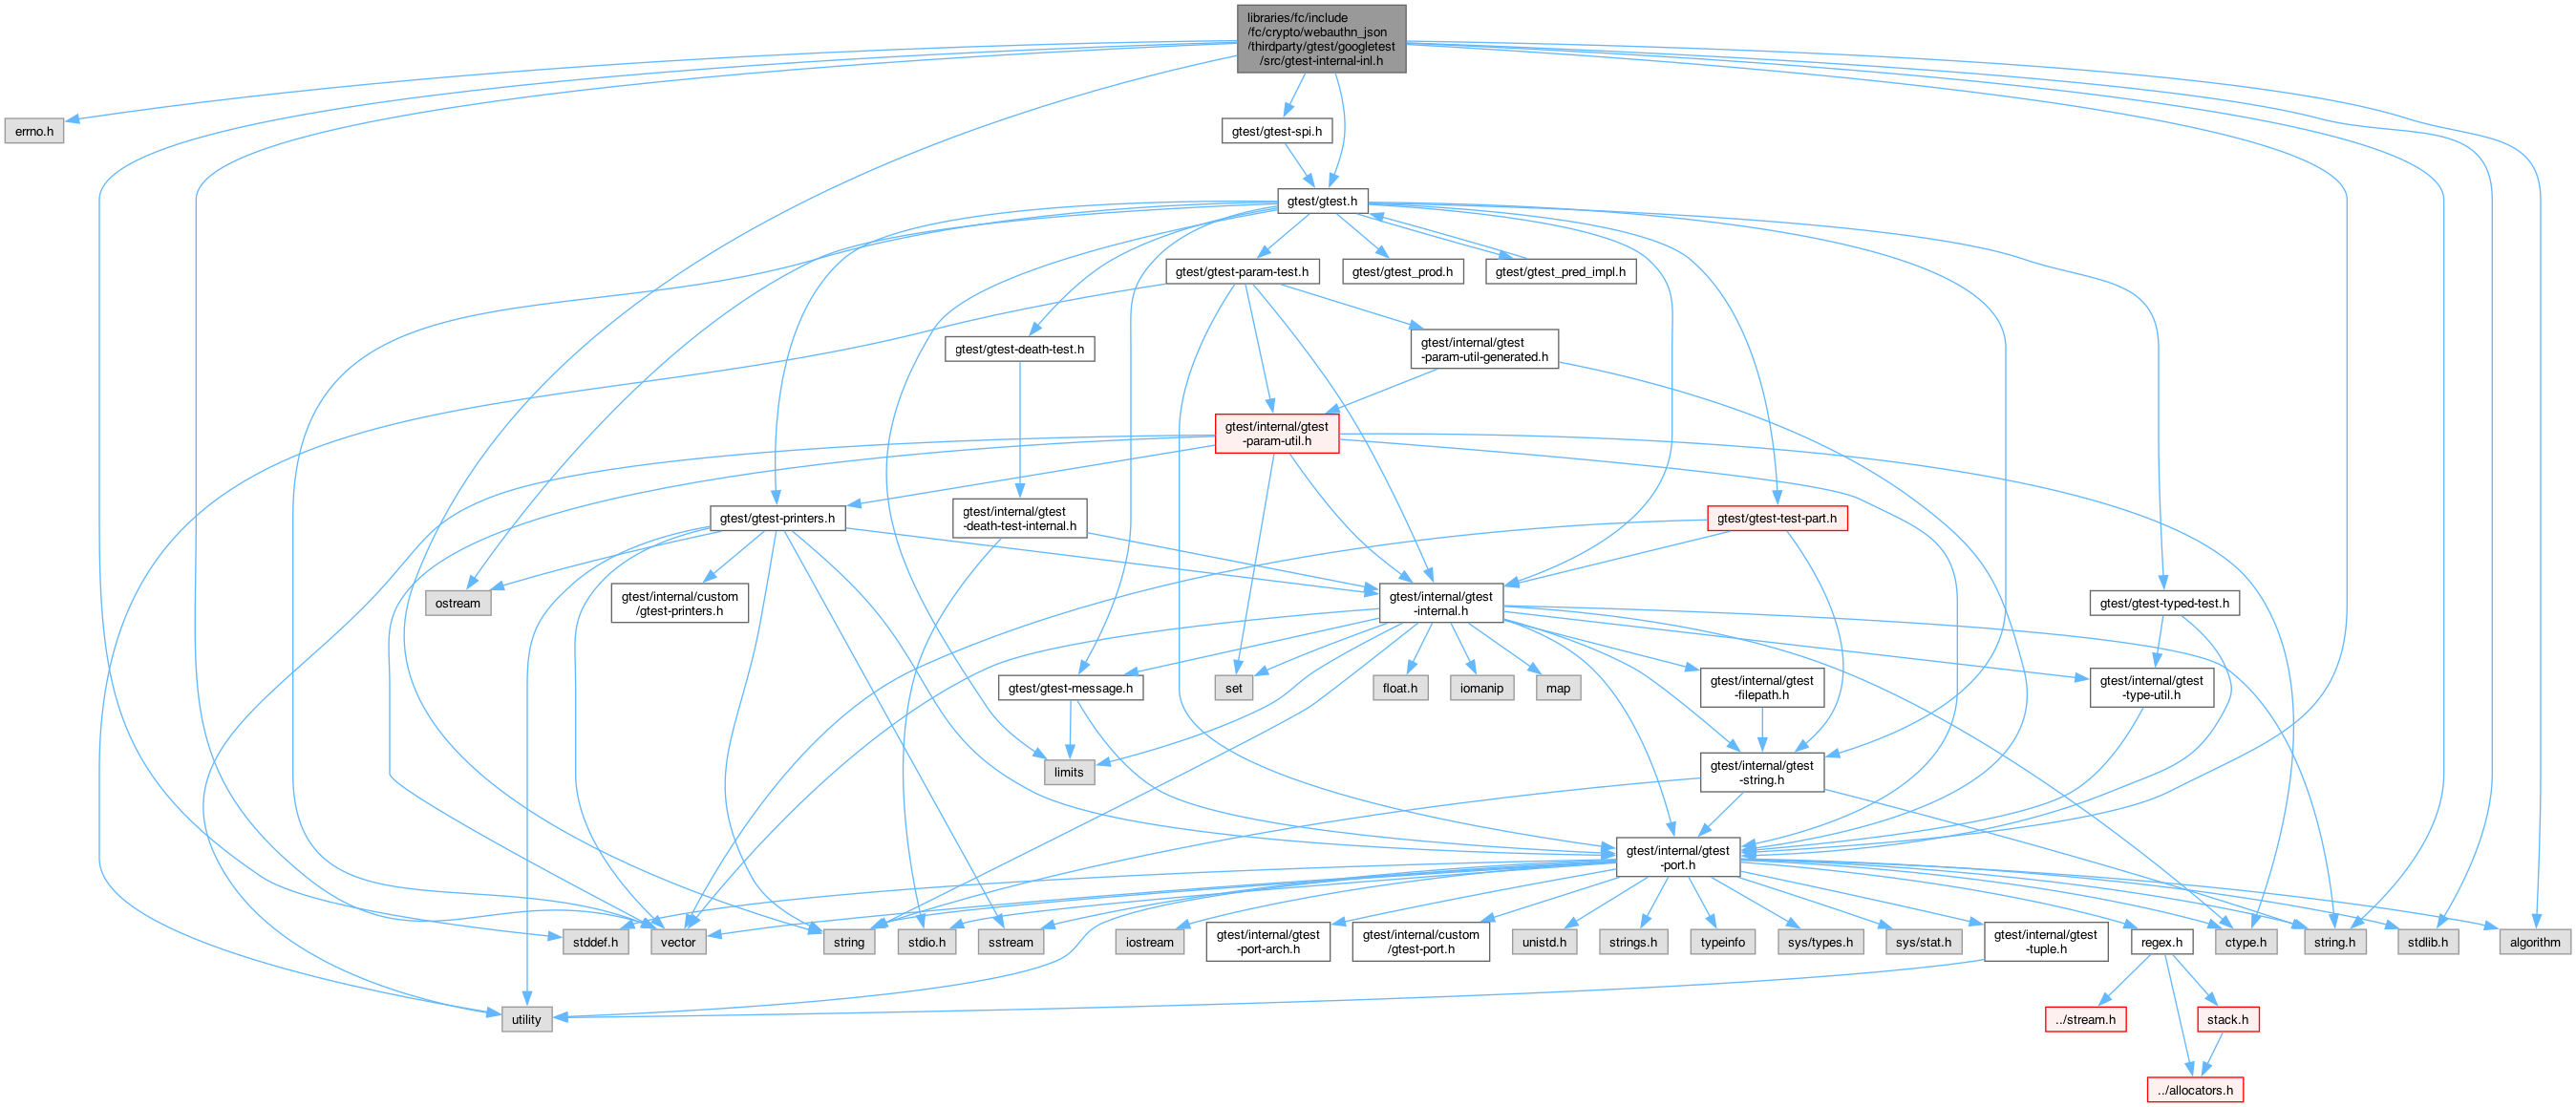 libraries/fc/include
/fc/crypto/webauthn_json
/thirdparty/gtest/googletest
/src/gtest-internal-inl.h
errno.h
gtest/gtest-spi.h
gtest/gtest.h
gtest/gtest-param-test.h
gtest/gtest_prod.h
gtest/gtest_pred_impl.h
gtest/gtest-death-test.h
gtest/internal/gtest
-param-util-generated.h
gtest/internal/gtest
-param-util.h
gtest/gtest-printers.h
gtest/internal/gtest
-death-test-internal.h
gtest/gtest-test-part.h
ostream
gtest/internal/custom
/gtest-printers.h
gtest/internal/gtest
-internal.h
gtest/gtest-typed-test.h
gtest/gtest-message.h
set
float.h
iomanip
map
gtest/internal/gtest
-filepath.h
gtest/internal/gtest
-type-util.h
limits
gtest/internal/gtest
-string.h
gtest/internal/gtest
-port.h
stddef.h
vector
string
stdio.h
sstream
iostream
gtest/internal/gtest
-port-arch.h
gtest/internal/custom
/gtest-port.h
unistd.h
strings.h
typeinfo
sys/types.h
sys/stat.h
gtest/internal/gtest
-tuple.h
regex.h
ctype.h
string.h
stdlib.h
algorithm
utility
../stream.h
stack.h
../allocators.h